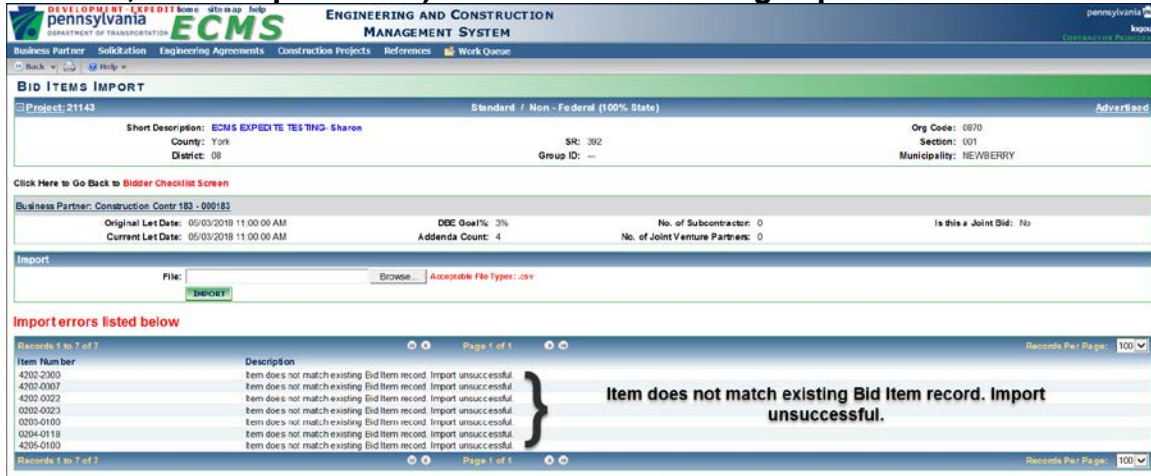 DEVELOPMENT-EXPEDIT home site map help
pennsylvania
DEPARTMENT OF TRANSPORTATION
ECMS
ENGINEERING AND CONSTRUCTION
MANAGEMENT SYSTEM
pennsylvania
logou
CONTRACTOR PRINCIPA
Business Partner Solicitation Engineering Agreements Construction Projects References Work Queue
Back Help
BID ITEMS IMPORT
Project: 21143 Standard / Non - Federal (100% State) Advertised
Short Description: ECMS EXPEDITE TESTING- Sharon Org Code: 0870
County: York SR: 392 Section: 001
District: 08 Group ID: --- Municipality: NEWBERRY
Click Here to Go Back to Bidder Checklist Screen
Business Partner: Construction Contr 183 - 000183
Original Let Date: 05/03/2018 11:00:00 AM DBE Goal%: 3% No. of Subcontractor: 0 Is this a Joint Bid: No
Current Let Date: 05/03/2018 11:00:00 AM Addenda Count: 4 No. of Joint Venture Partners: 0
Import
File: Browse... Acceptable File Types: .csv
IMPORT
Import errors listed below
Records 1 to 7 of 7 Page 1 of 1 Records Per Page: 100
Item Number Description
4202-2000 Item does not match existing Bid Item record. Import unsuccessful.
4202-0007 Item does not match existing Bid Item record. Import unsuccessful.
4202-0022 Item does not match existing Bid Item record. Import unsuccessful.
0202-0023 Item does not match existing Bid Item record. Import unsuccessful.
0203-0100 Item does not match existing Bid Item record. Import unsuccessful.
0204-0118 Item does not match existing Bid Item record. Import unsuccessful.
4205-0100 Item does not match existing Bid Item record. Import unsuccessful.
Item does not match existing Bid Item record. Import
unsuccessful.
Records 1 to 7 of 7 Page 1 of 1 Records Per Page: 100